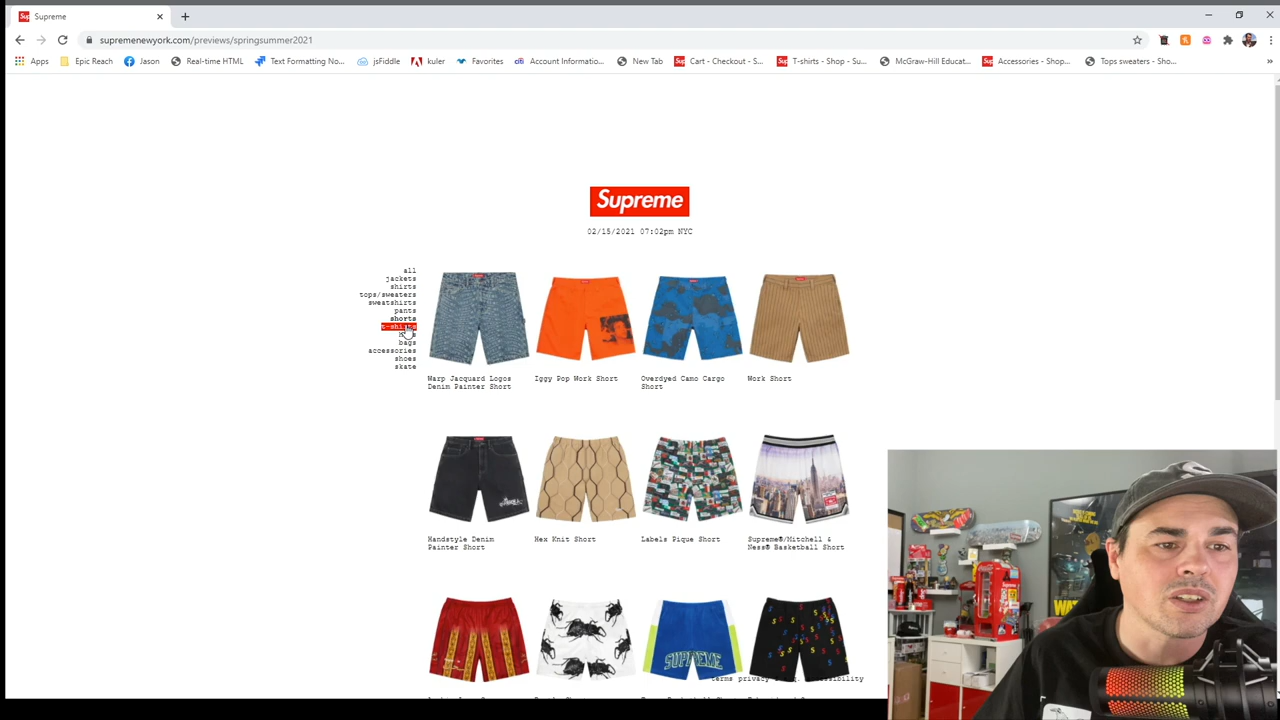 Supreme
supremenewyork.com/previews/springsummer2021
Apps
Epic Reach
Jason
Real-time HTML
Text Formatting No...
jsFiddle
kuler
Favorites
Account Informatio...
New Tab
Cart - Checkout - S...
T-shirts - Shop - Su...
McGraw-Hill Educat...
Accessories - Shop...
Tops sweaters - Sho...
»
Supreme
02/15/2021 07:02pm NYC
all
jackets
shirts
tops/sweaters
sweatshirts
pants
shorts
t-shirts
bags
accessories
shoes
skate
Warp Jacquard Logos
Denim Painter Short
Iggy Pop Work Short
Overdyed Camo Cargo
Short
Work Short
Handstyle Denim
Painter Short
Hex Knit Short
Labels Pique Short
Supreme®/Mitchell &
Ness® Basketball Short
SUPREME
terms privacy accessibility